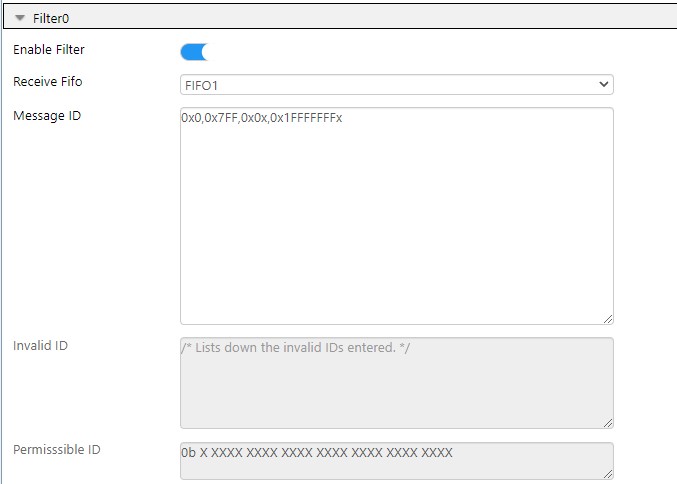 Filter0
Enable Filter
Receive Fifo
FIFO1
Message ID
0x0,0x7FF,0x0x,0x1FFFFFFFx
Invalid ID
/* Lists down the invalid IDs entered. */
Permisssible ID
0b X XXXX XXXX XXXX XXXX XXXX XXXX XXXX